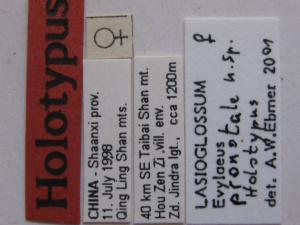 Holotypus
♀
CHINA - Shaanxi prov.
11. July 1998
Qing Ling Shan mts.
40 km SE Taibai Shan mt.
Hou Zen Zi ,vill. env.
Zd. Jindra lgt., cca 1200m
LASIOGLOSSUM ♀
Evylaeus
pronotale n.sp.
Holotypus
det. A.W.Ebmer 2001